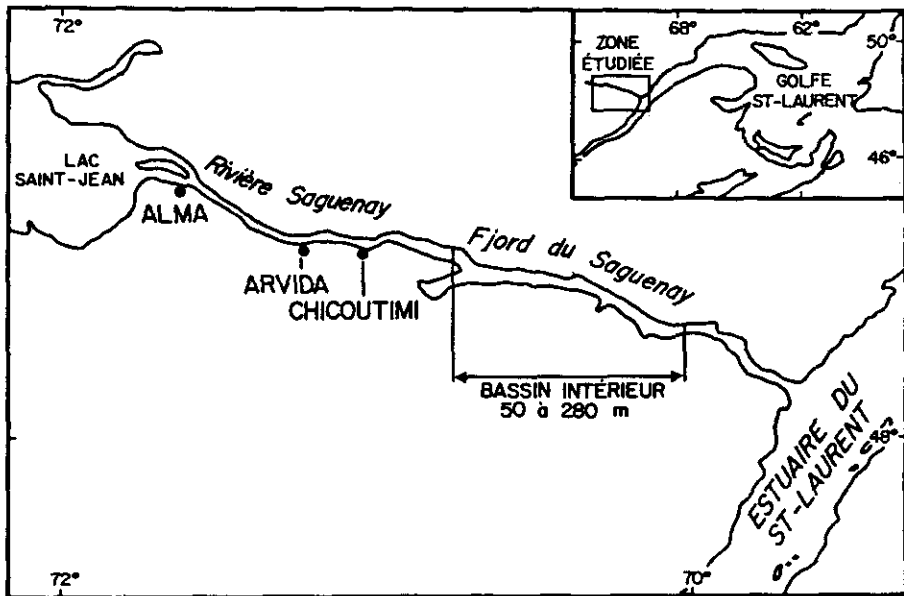 72°
68°
62°
50°
ZONE
ÉTUDIÉE
GOLFE
ST-LAURENT
46°
LAC
SAINT-JEAN
Rivière Saguenay
ALMA
Fjord du Saguenay
ARVIDA
CHICOUTIMI
BASSIN INTÉRIEUR
50 à 280 m
ESTUAIRE DU
ST-LAURENT
48°
72°
70°